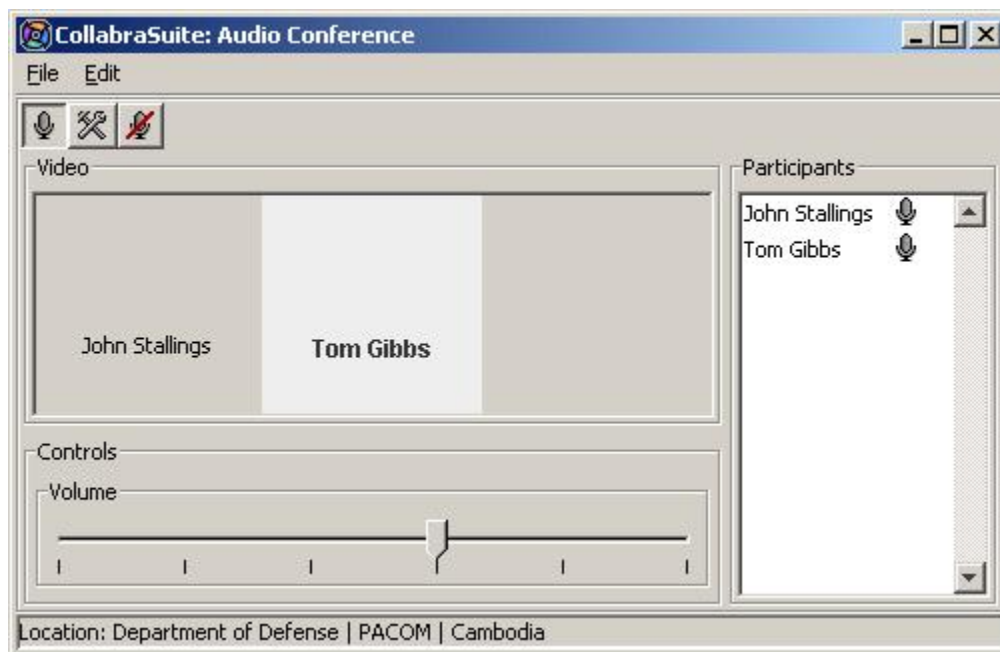 CollabraSuite: Audio Conference
File Edit
Video
Participants
John Stallings
Tom Gibbs
John Stallings
Tom Gibbs
Controls
Volume
Location: Department of Defense | PACOM | Cambodia